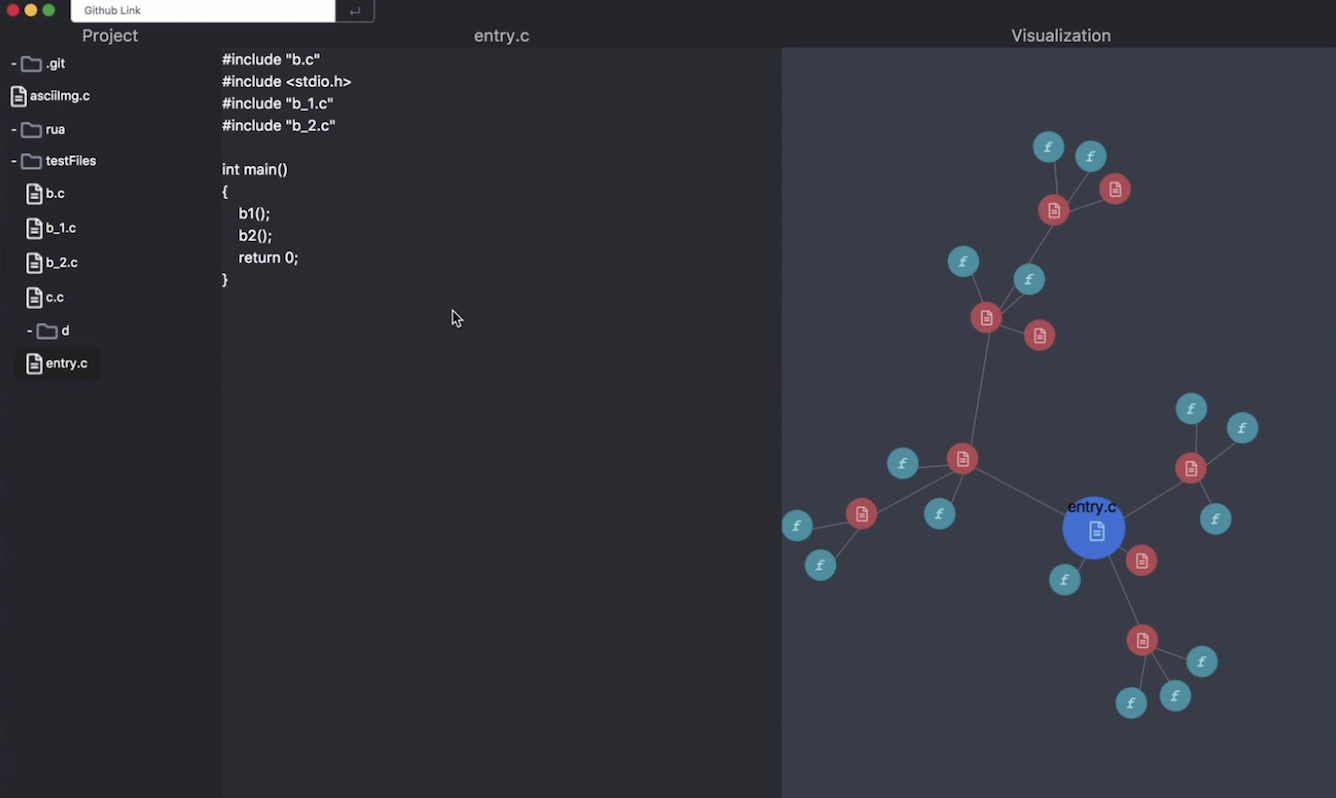 Github Link
Project
entry.c
Visualization
.git
asciiImg.c
rua
testFiles
b.c
b_1.c
b_2.c
c.c
d
entry.c
#include "b.c"
#include <stdio.h>
#include "b_1.c"
#include "b_2.c"
int main()
{
b1();
b2();
return 0;
}
f
f
f
f
f
f
f
f
f
entry.c
f
f
f
f
f
f
f